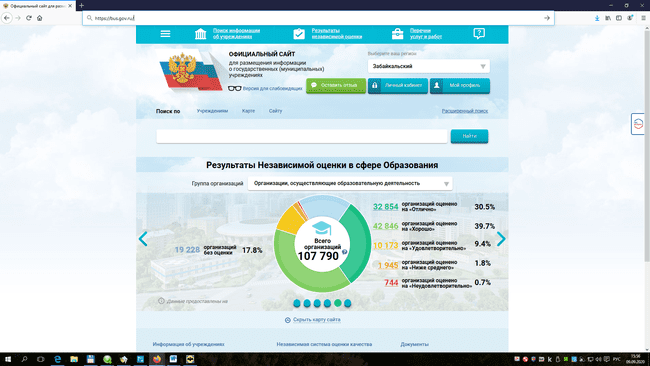 Официальный сайт для разме
https://bus.gov.ru/
Поиск информации
об учреждениях
Результаты
независимой оценки
Перечни
услуг и работ
ОФИЦИАЛЬНЫЙ САЙТ
для размещения информации
о государственных (муниципальных)
учреждениях
Версия для слабовидящих
Выберите ваш регион:
Забайкальский
Оставить отзыв
Личный кабинет
Мой профиль
Поиск по
Учреждениям
Карте
Сайту
Расширенный поиск
Найти
Результаты Независимой оценки в сфере Образования
Группа организаций
Организации, осуществляющие образовательную деятельность
19 228 организаций без оценки 17.8%
Всего
организаций
107 790
32 854 организаций оценено на «Отлично» 30.5%
42 846 организаций оценено на «Хорошо» 39.7%
10 172 организаций оценено на «Удовлетворительно» 9.4%
1 945 организаций оценено на «Ниже среднего» 1.8%
744 организаций оценено на «Неудовлетворительно» 0.7%
Данные предоставлены на
Скрыть карту сайта
Информация об учреждениях
Независимая система оценки качества
Документы
РУС
15:56
09.09.2020